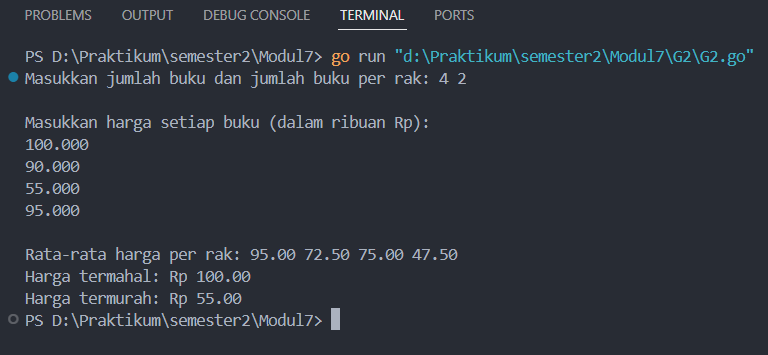 PROBLEMS OUTPUT DEBUG CONSOLE TERMINAL PORTS
PS D:\Praktikum\semester2\Modul7> go run "d:\Praktikum\semester2\Modul7\G2\G2.go"
Masukkan jumlah buku dan jumlah buku per rak: 4 2
Masukkan harga setiap buku (dalam ribuan Rp):
100.000
90.000
55.000
95.000
Rata-rata harga per rak: 95.00 72.50 75.00 47.50
Harga termahal: Rp 100.00
Harga termurah: Rp 55.00
PS D:\Praktikum\semester2\Modul7>